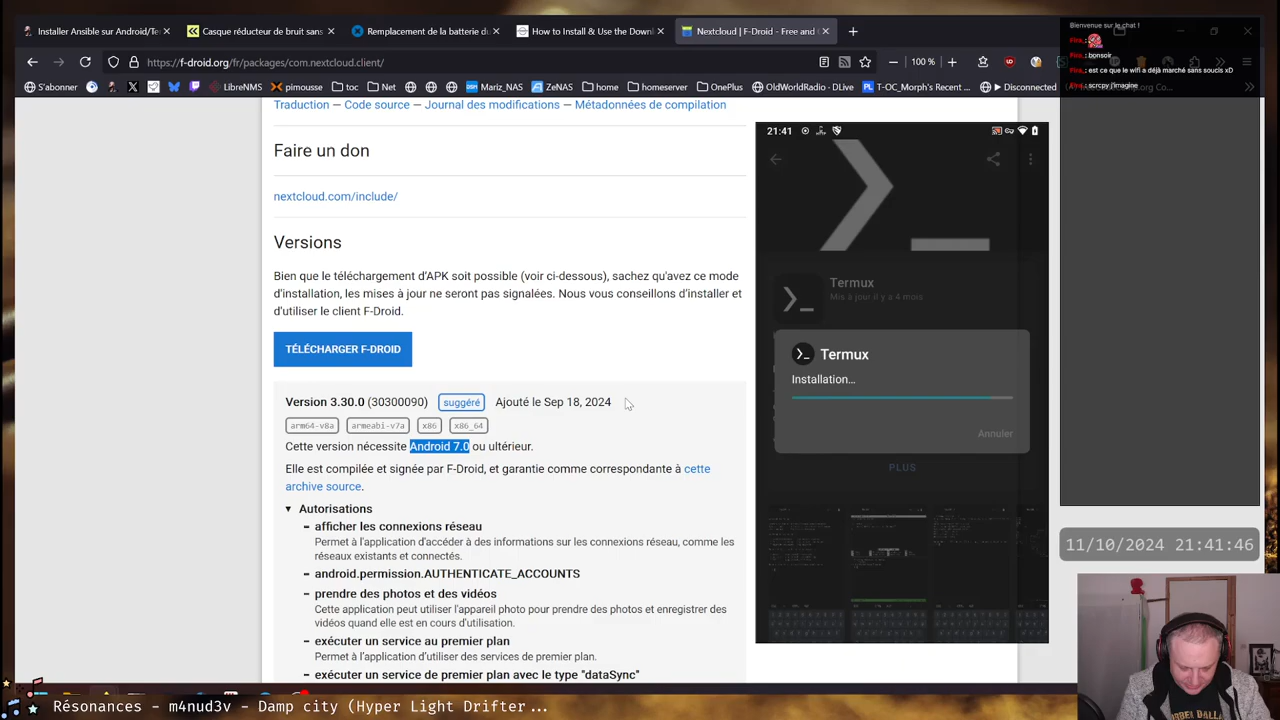 Installer Ansible sur Android/Te
Casque réducteur de bruit sans
Remplacement de la batterie du
How to Install & Use the Downl
Nextcloud | F-Droid - Free and
https://f-droid.org/fr/packages/com.nextcloud.client/
100 %
S'abonner
LibreNMS
pimousse
toc
Net
home
homeserver
OnePlus
Mariz_NAS
ZeNAS
OldWorldRadio - DLive
T-OC_Morph's Recent ...
Disconnected
Bienvenue sur le chat !
bonsoir
est ce que le wifi a déjà marché sans soucis xD
scrcpy j'imagine
Traduction — Code source — Journal des modifications — Métadonnées de compilation
Faire un don
nextcloud.com/include/
Versions
Bien que le téléchargement d'APK soit possible (voir ci-dessous), sachez qu'avez ce mode
d'installation, les mises à jour ne seront pas signalées. Nous vous conseillons d'installer et
d'utiliser le client F-Droid.
TÉLÉCHARGER F-DROID
Version 3.30.0 (30300090) suggéré Ajouté le Sep 18, 2024
arm64-v8a armeabi-v7a x86 x86_64
Cette version nécessite Android 7.0 ou ultérieur.
Elle est compilée et signée par F-Droid, et garantie comme correspondante à cette
archive source.
Autorisations
afficher les connexions réseau
Permet à l'application d'accéder à des informations sur les connexions réseau, comme les
réseaux existants et connectés.
android.permission.AUTHENTICATE_ACCOUNTS
prendre des photos et des vidéos
Cette application peut utiliser l'appareil photo pour prendre des photos et enregistrer des
vidéos quand elle est en cours d'utilisation.
exécuter un service au premier plan
Permet à l'application d'utiliser des services de premier plan.
exécuter un service de premier plan avec le type "dataSync"
21:41
Termux
Mis à jour il y a 4 mois
Termux
Installation…
Annuler
PLUS
11/10/2024 21:41:46
Résonances - m4nud3v - Damp city (Hyper Light Drifter...